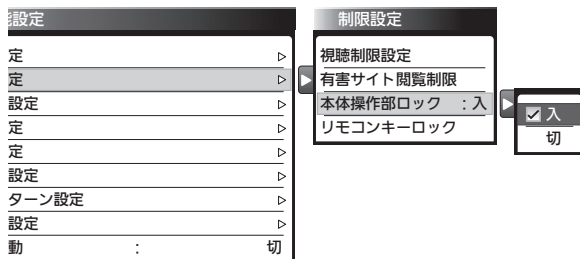 設定
定
定
設定
定
定
設定
ターン設定
設定
動 : 切
制限設定
視聴制限設定
有害サイト閲覧制限
本体操作部ロック : 入
リモコンキーロック
入
切